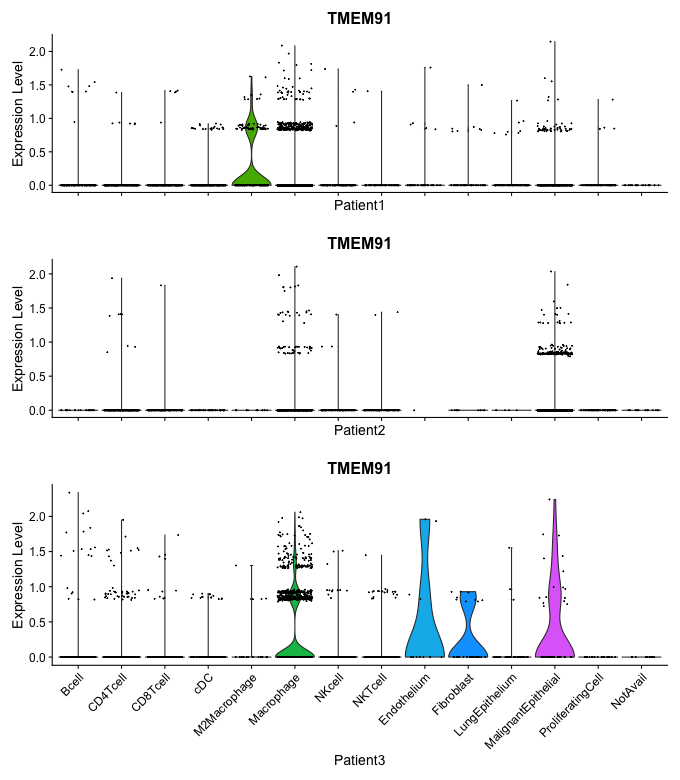 TMEM91
Expression Level
2.0
1.5
1.0
0.5
0.0
Patient1
TMEM91
Expression Level
2.0
1.5
1.0
0.5
0.0
Patient2
TMEM91
Expression Level
2.0
1.5
1.0
0.5
0.0
Bcell
CD4Tcell
CD8Tcell
cDC
M2Macrophage
Macrophage
NKcell
NKTcell
Endothelium
Fibroblast
LungEpithelium
MalignantEpithelial
ProliferatingCell
NotAvail
Patient3